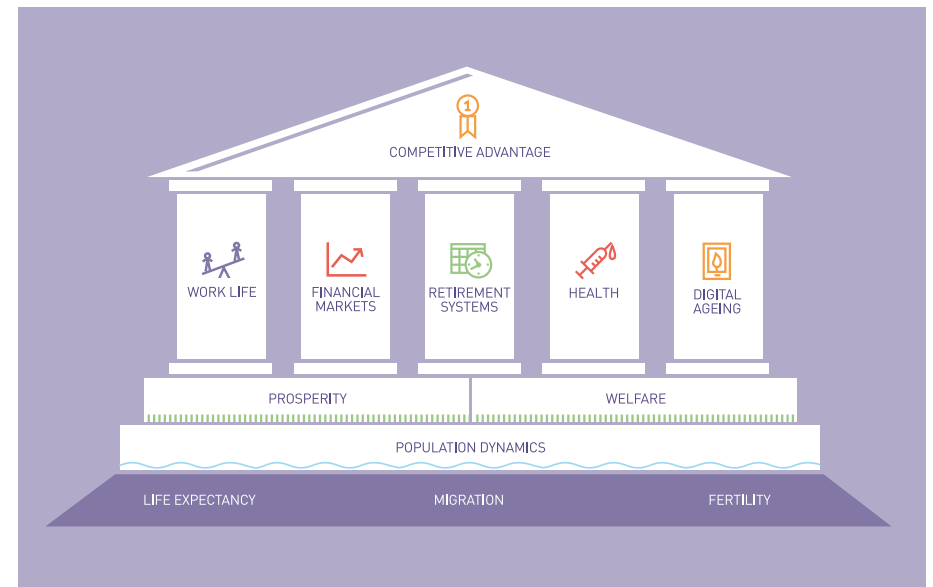 1
COMPETITIVE ADVANTAGE
WORK LIFE
FINANCIAL
MARKETS
RETIREMENT
SYSTEMS
HEALTH
DIGITAL
AGEING
PROSPERITY
WELFARE
POPULATION DYNAMICS
LIFE EXPECTANCY
MIGRATION
FERTILITY